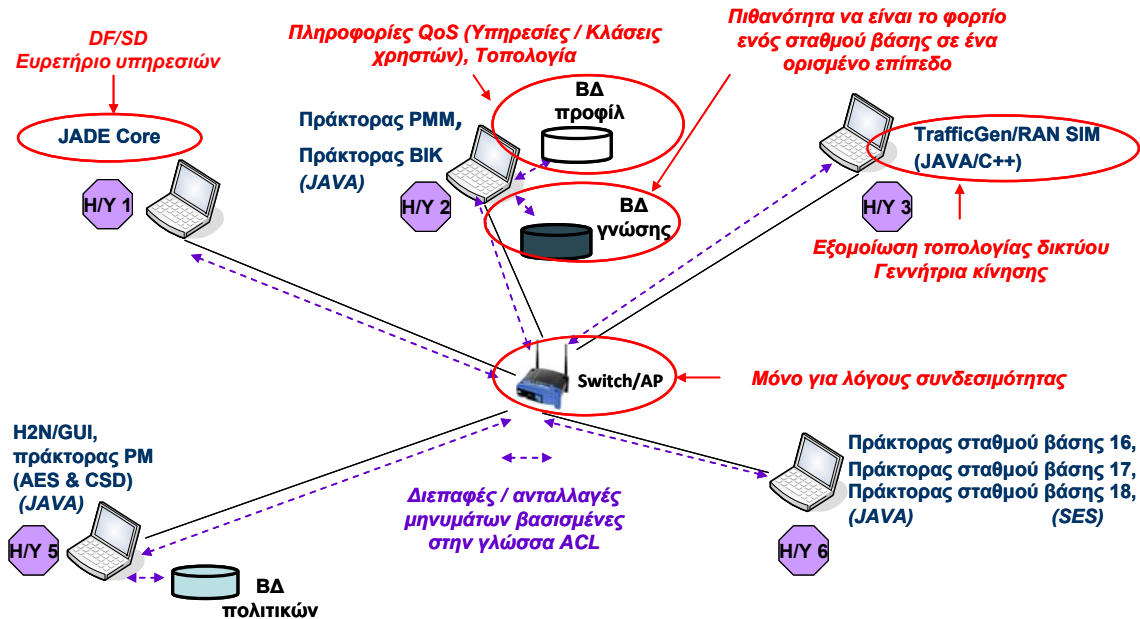 DF/SD
Ευρετήριο υπηρεσιών
JADE Core
Η/Υ 1
Πληροφορίες QoS (Υπηρεσίες / Κλάσεις
χρηστών), Τοπολογία
Πράκτορας PMM,
Πράκτορας BIK
(JAVA)
Η/Υ 2
ΒΔ
προφίλ
ΒΔ
γνώσης
Πιθανότητα να είναι το φορτίο
ενός σταθμού βάσης σε ένα
ορισμένο επίπεδο
TrafficGen/RAN SIM
(JAVA/C++)
Η/Υ 3
Εξομοίωση τοπολογίας δικτύου
Γεννήτρια κίνησης
Switch/AP
Μόνο για λόγους συνδεσιμότητας
H2N/GUI,
πράκτορας PM
(AES & CSD)
(JAVA)
Η/Υ 5
ΒΔ
πολιτικών
Διεπαφές / ανταλλαγές
μηνυμάτων βασισμένες
στην γλώσσα ACL
Πράκτορας σταθμού βάσης 16,
Πράκτορας σταθμού βάσης 17,
Πράκτορας σταθμού βάσης 18,
(JAVA) (SES)
Η/Υ 6